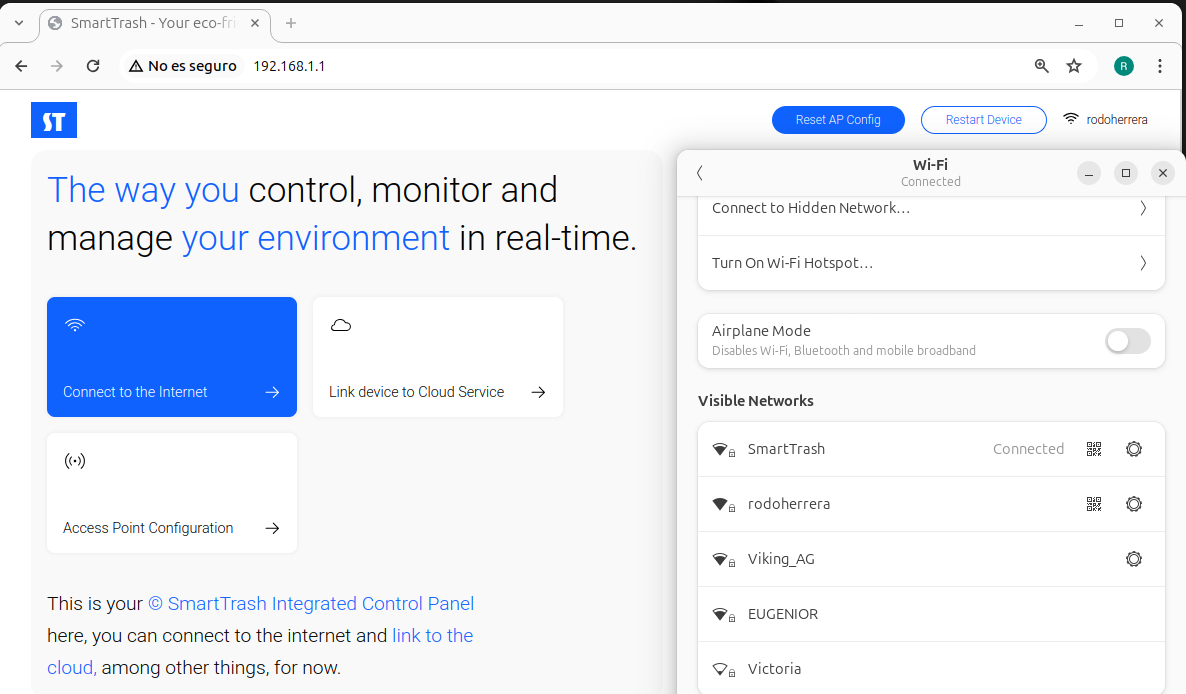 SmartTrash - Your eco-fri
No es seguro 192.168.1.1
ST
Reset AP Config
Restart Device
rodoherrera
The way you control, monitor and
manage your environment in real-time.
Connect to the Internet
Link device to Cloud Service
Access Point Configuration
This is your © SmartTrash Integrated Control Panel
here, you can connect to the internet and link to the
cloud, among other things, for now.
Wi-Fi
Connected
Connect to Hidden Network...
Turn On Wi-Fi Hotspot...
Airplane Mode
Disables Wi-Fi, Bluetooth and mobile broadband
Visible Networks
SmartTrash Connected
rodoherrera
Viking_AG
EUGENIOR
Victoria
R